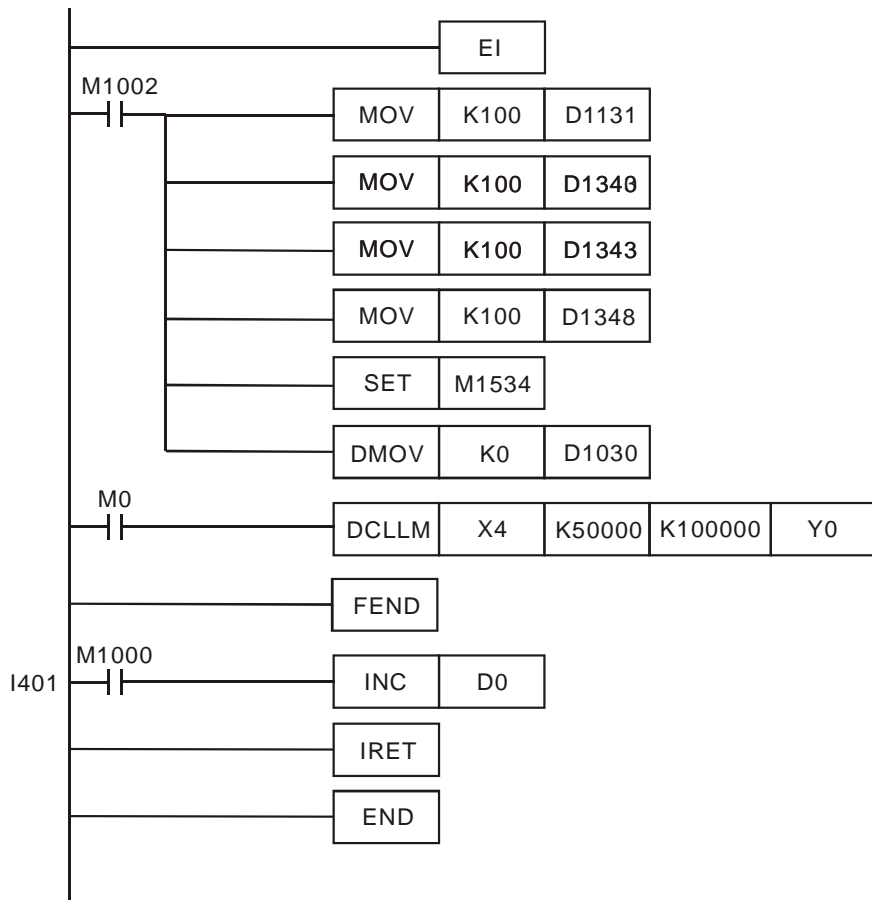 EI
M1002
MOV K100 D1131
MOV K100 D1340
MOV K100 D1343
MOV K100 D1348
SET M1534
DMOV K0 D1030
M0
DCLLM X4 K50000 K100000 Y0
FEND
M1000
I401 INC D0
IRET
END